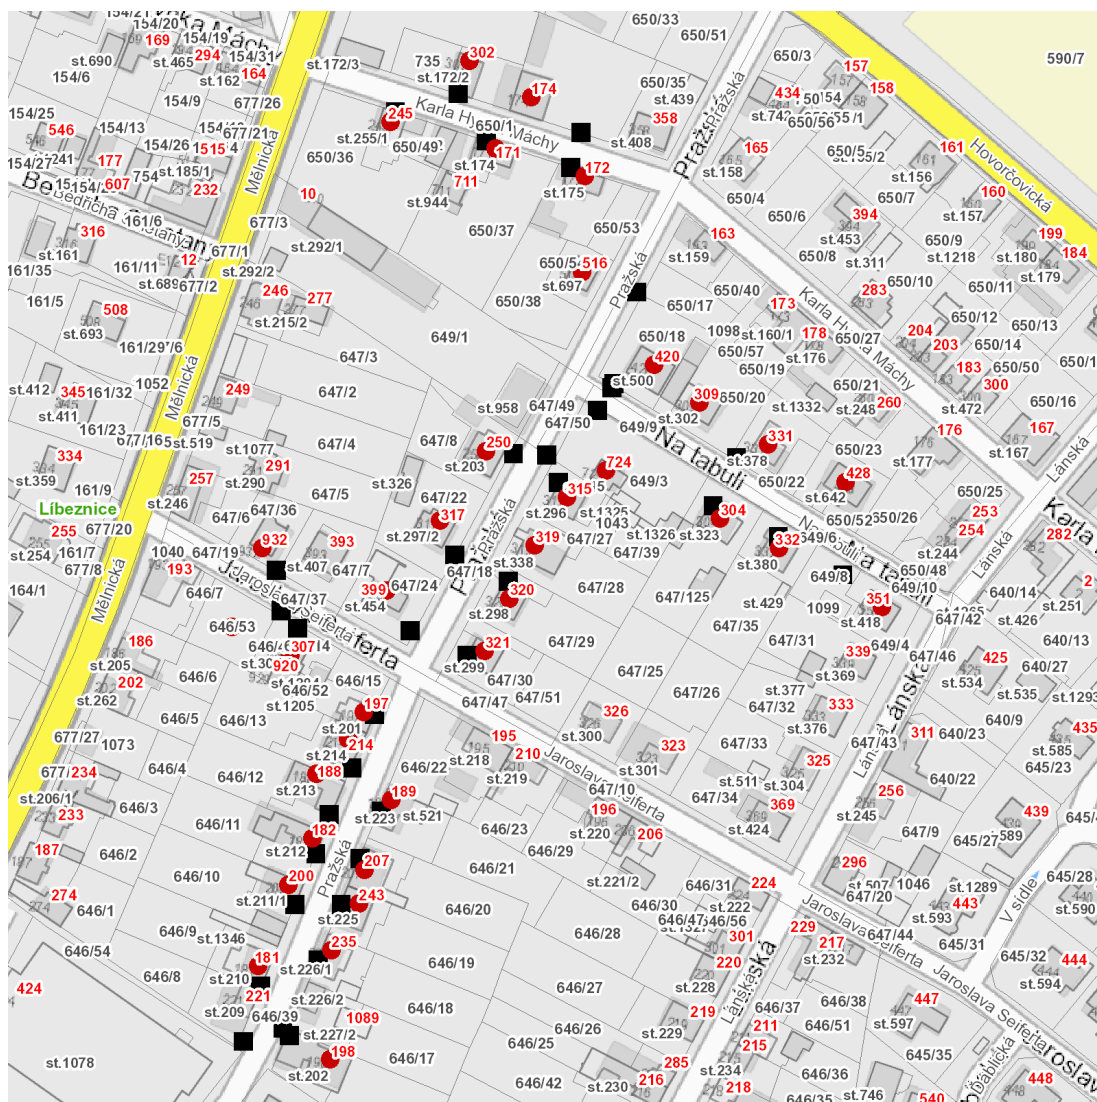 154/21
154/20
ka Máchy
169
154/19
294
154/31
st.690
st.465
164
st.162
154/6
154/9
677/26
154/25
546
154/13
677/21
154/26
515
177
754
st.185/1
607
232
Mělnická
Bedřicha Smetany
161/6
316
st.161
161/11
12
st.689
677/1
677/2
677/3
161/35
161/5
508
st.693
st.172/3
735
302
st.172/2
174
Karla Hynka Máchy
245
st.255/1
650/49
650/1
171
st.174
711
st.944
172
st.175
650/36
10
650/37
st.292/1
st.292/2
246
277
st.215/2
650/33
650/51
650/35
st.439
358
st.408
Pražská
650/53
516
st.697
650/38
649/1
650/3
157
158
434
154
650/56
165
st.158
650/5
161
st.156
Hovorčovická
590/7
650/4
650/6
650/7
160
st.157
394
st.453
163
st.159
650/8
st.311
650/9
st.1218
199
st.180
184
st.179
650/40
173
283
650/10
650/11
650/17
650/18
1098
st.160/1
178
st.176
650/27
204
203
650/12
650/14
650/13
183
300
650/50
Karla Hynka Máchy
650/57
650/19
420
st.500
309
650/20
st.302
650/21
st.1332
st.248
260
st.472
650/16
176
167
st.167
st.177
647/3
647/2
249
1052
st.412
345
161/32
st.411
161/23
677/5
st.519
st.1077
647/4
334
st.359
257
291
st.290
st.246
161/9
Líbeznice
677/20
255
st.254
161/7
677/8
164/1
Mělnická
st.958
647/49
647/50
647/8
250
st.203
st.326
647/5
647/22
317
st.297/2
647/6
647/36
932
393
st.407
647/7
1040
647/19
193
646/7
647/37
399
647/24
st.454
647/18
Pražská
649/9
Na tabuli
331
st.378
650/23
428
st.642
650/22
724
649/3
315
st.296
st.1325
1043
647/27
319
st.338
647/39
st.1326
304
st.323
332
st.380
649/6
650/52
650/26
650/25
253
254
st.244
Lánská
282
320
st.298
647/28
647/125
st.429
649/8
1099
351
st.418
649/10
650/48
647/42
640/14
st.251
st.426
2
640/13
321
st.299
647/29
647/35
647/31
339
st.369
649/4
647/46
425
st.534
640/27
st.535
st.1293
646/53
307
920
646/52
st.1205
646/15
647/30
647/47
647/51
647/25
647/26
st.377
647/32
333
st.376
186
st.205
202
st.262
646/6
646/5
646/13
197
st.201
214
st.214
195
210
326
st.300
323
st.301
647/33
325
311
640/23
640/9
640/22
435
st.585
645/23
677/27
1073
234
st.206/1
646/4
646/12
188
st.213
646/22
st.218
st.219
Jaroslava Seiferta
647/10
st.511
st.304
647/34
369
st.424
647/43
256
st.245
647/9
439
646/3
233
187
646/2
646/11
182
st.212
189
st.223
st.521
646/23
196
st.220
206
646/29
645/27
207
646/21
st.221/2
646/31
224
st.222
296
st.507
1046
647/20
st.1289
443
st.593
645/28
st.590
V sídle
274
646/1
646/10
200
st.211/1
243
st.225
646/20
646/30
646/47
646/56
301
646/28
229
217
st.232
Jaroslava Seiferta
647/44
645/31
645/32
444
st.594
646/54
424
646/9
st.1346
646/8
181
st.210
221
st.209
235
st.226/1
646/19
646/27
220
st.228
Lánská
219
646/37
646/38
447
st.597
646/39
st.226/2
1089
st.227/2
198
st.202
646/18
646/17
646/26
st.229
211
215
646/51
645/35
st.1078
646/25
646/42
285
216
st.230
st.234
218
646/36
646/35
st.746
540
448